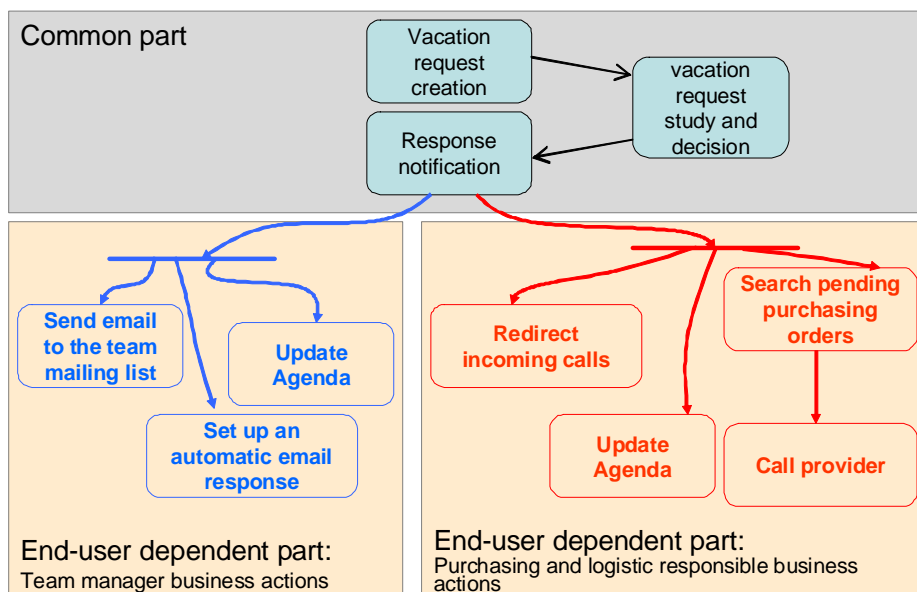 Common part
Vacation
request
creation
vacation
request
study and
decision
Response
notification
Send email
to the team
mailing list
Update
Agenda
Set up an
automatic email
response
End-user dependent part:
Team manager business actions
Redirect
incoming calls
Search pending
purchasing
orders
Update
Agenda
Call provider
End-user dependent part:
Purchasing and logistic responsible business
actions